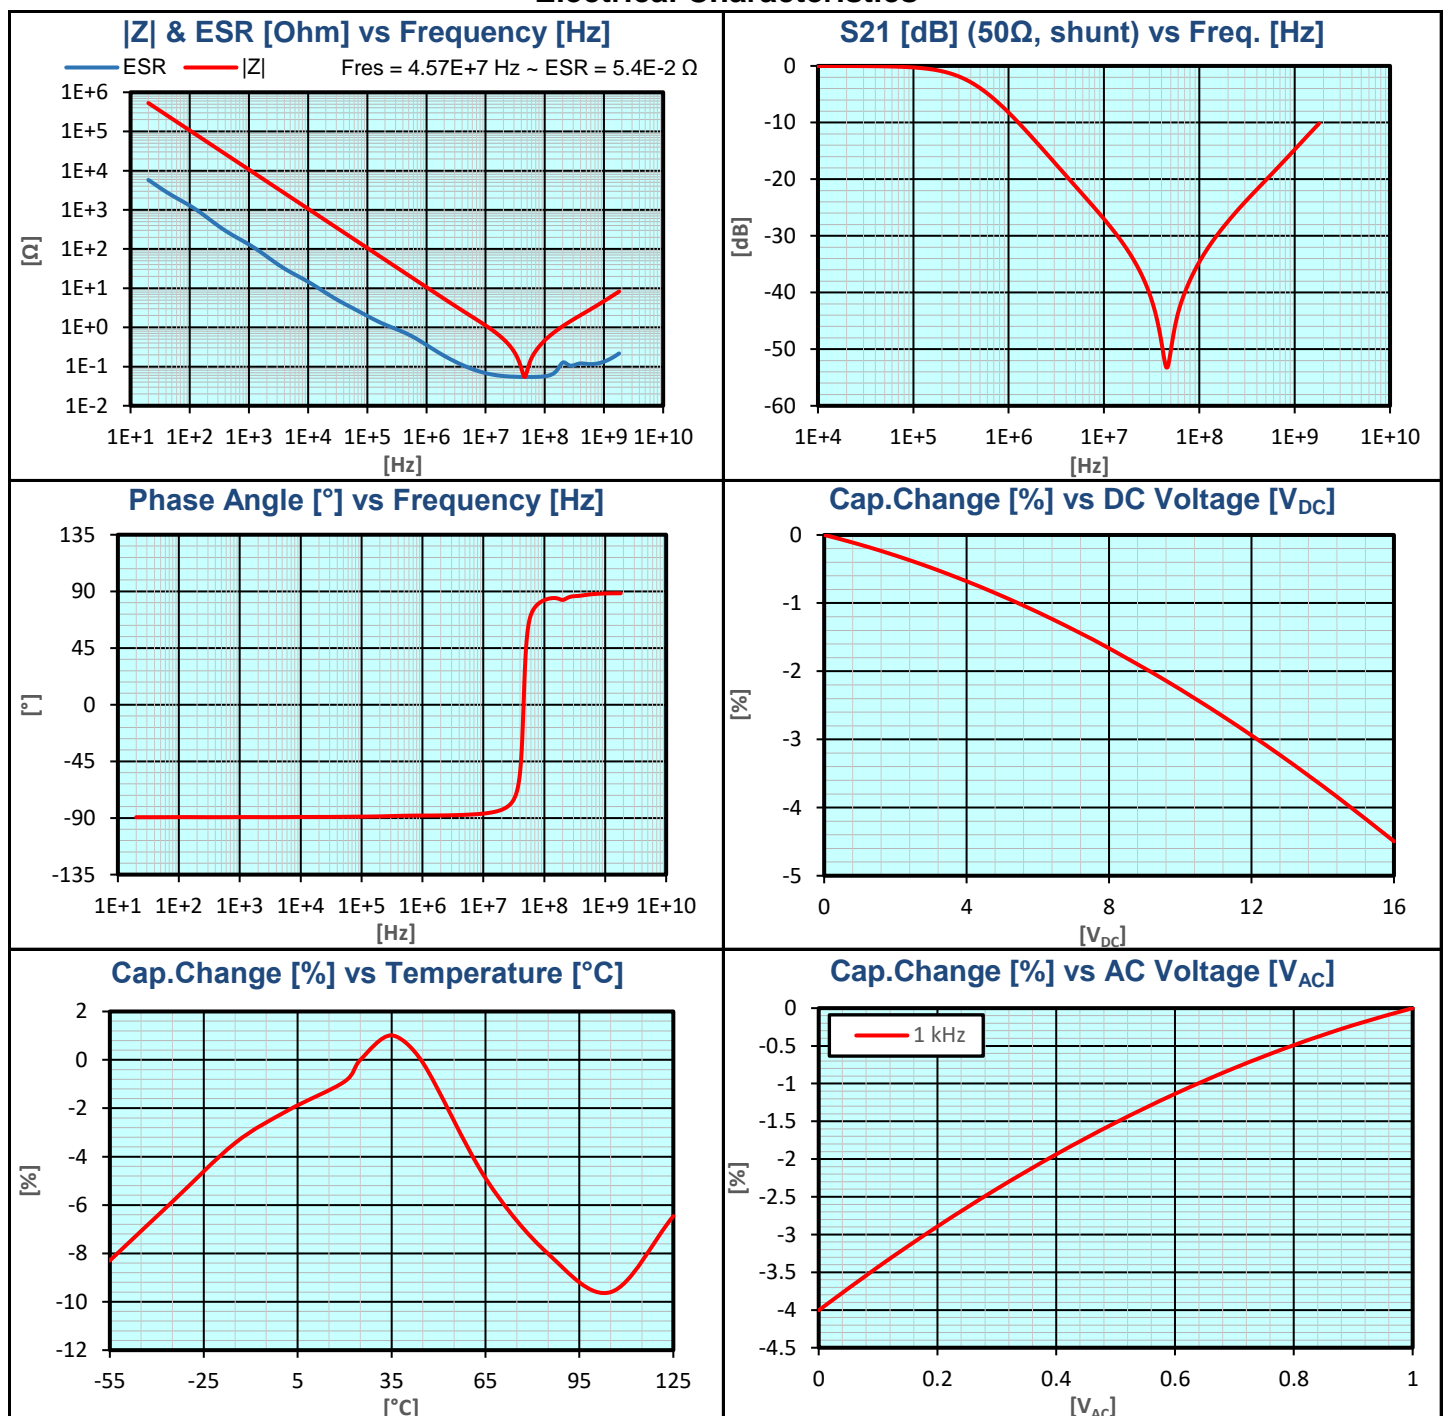 Electrical Characteristics
|Z| & ESR [Ohm] vs Frequency [Hz]
ESR |Z| Fres = 4.57E+7 Hz ~ ESR = 5.4E-2 Ω
1E+6
1E+5
1E+4
1E+3
1E+2
1E+1
1E+0
1E-1
1E-2
[Ω]
1E+1 1E+2 1E+3 1E+4 1E+5 1E+6 1E+7 1E+8 1E+9 1E+10
[Hz]
S21 [dB] (50Ω, shunt) vs Freq. [Hz]
0
-10
-20
-30
-40
-50
-60
[dB]
1E+4 1E+5 1E+6 1E+7 1E+8 1E+9 1E+10
[Hz]
Phase Angle [°] vs Frequency [Hz]
135
90
45
0
-45
-90
-135
[°]
1E+1 1E+2 1E+3 1E+4 1E+5 1E+6 1E+7 1E+8 1E+9 1E+10
[Hz]
Cap.Change [%] vs DC Voltage [VDC]
0
-1
-2
-3
-4
-5
[%]
0 4 8 12 16
[VDC]
Cap.Change [%] vs Temperature [°C]
2
0
-2
-4
-6
-8
-10
-12
[%]
-55 -25 5 35 65 95 125
[°C]
Cap.Change [%] vs AC Voltage [VAC]
1 kHz
0
-0.5
-1
-1.5
-2
-2.5
-3
-3.5
-4
-4.5
[%]
0 0.2 0.4 0.6 0.8 1
[VAC]